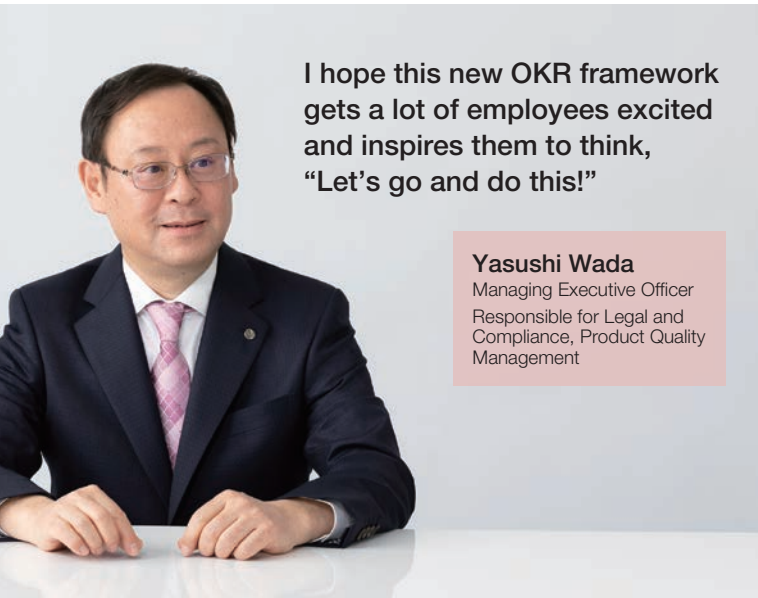 I hope this new OKR framework
gets a lot of employees excited
and inspires them to think,
“Let’s go and do this!”
Yasushi Wada
Managing Executive Officer
Responsible for Legal and
Compliance, Product Quality
Management